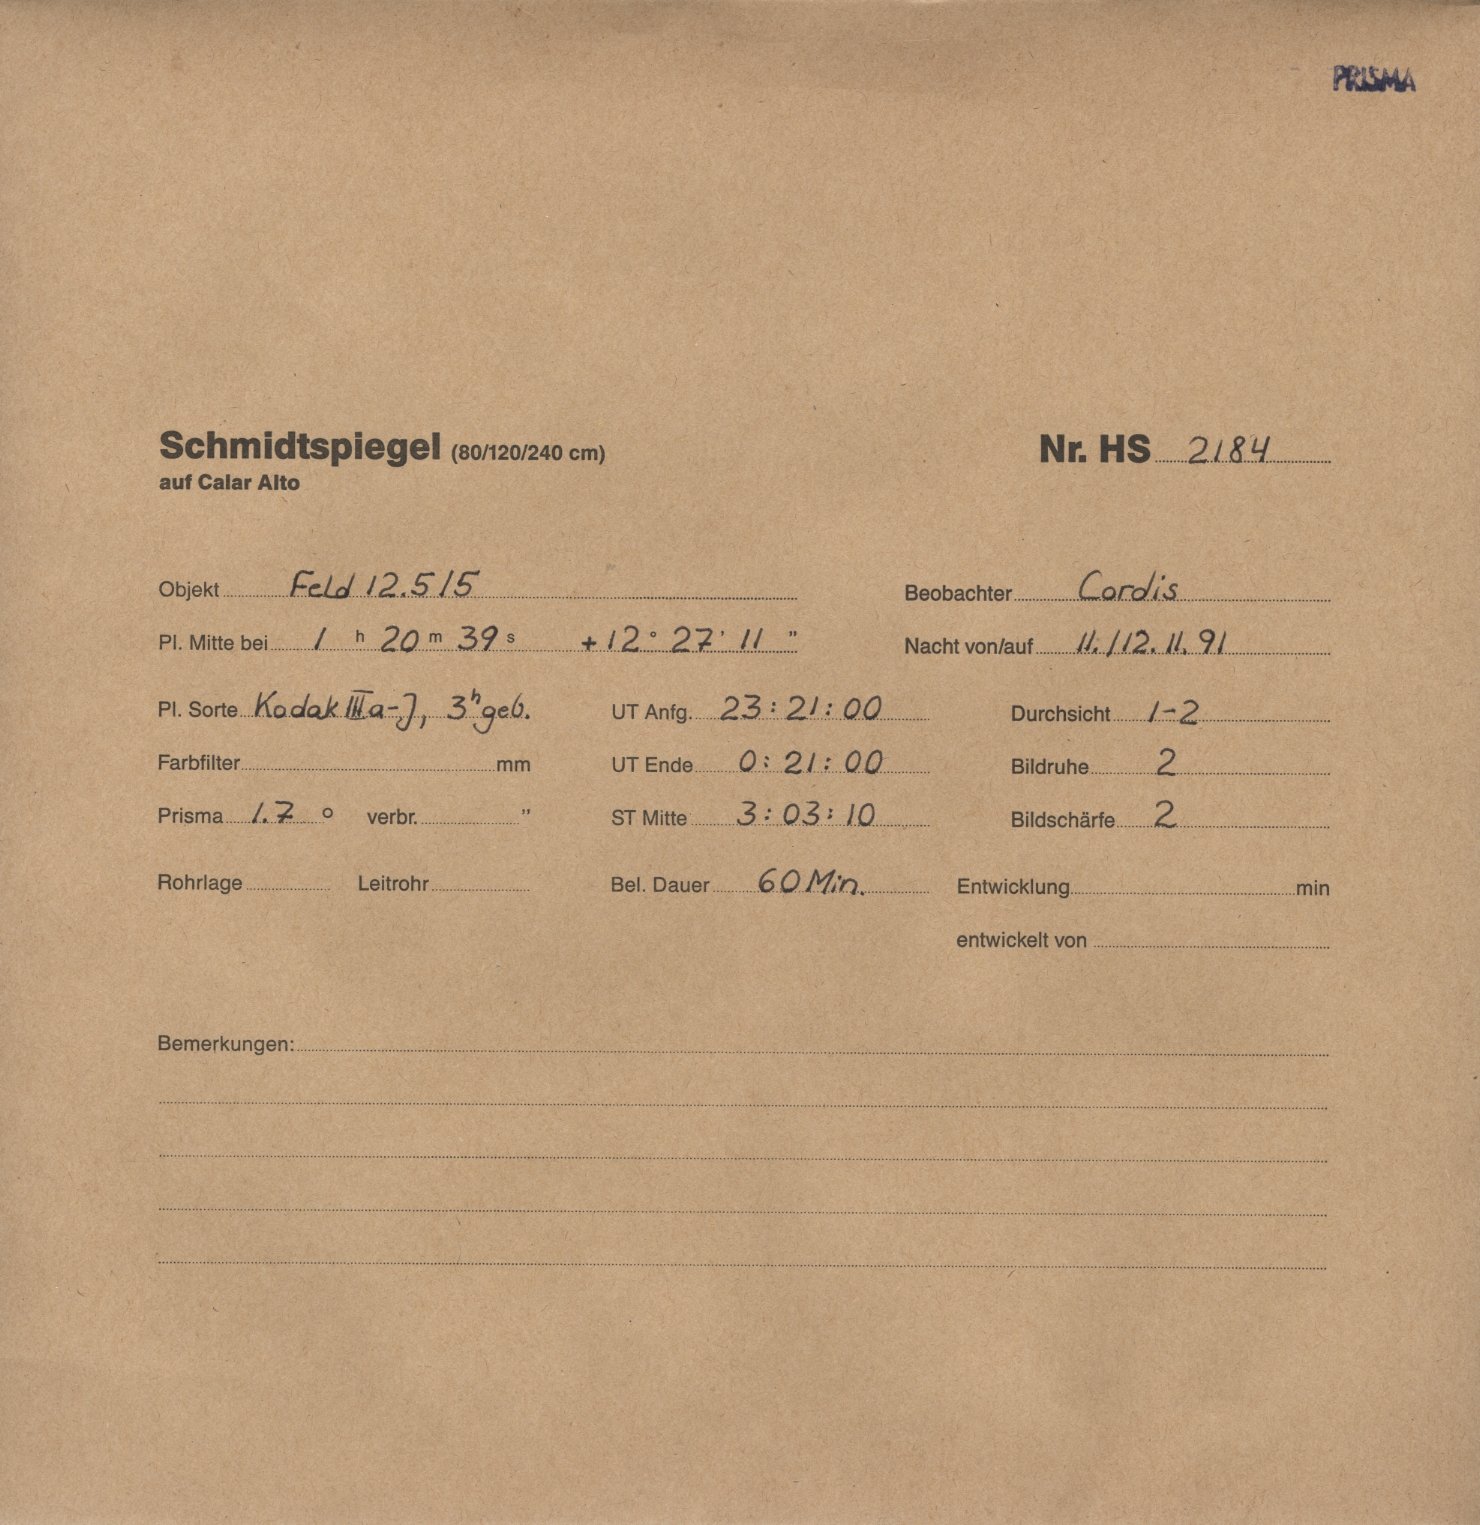 PRISMA
Schmidtspiegel (80/120/240 cm) Nr. HS 2184
auf Calar Alto
Objekt Feld 12.515 Beobachter Cordis
Pl. Mitte bei 1 h 20 m 39 s + 12° 27' 11 " Nacht von/auf 11./12. 11. 91
Pl. Sorte Kodak IIIa-J, 3h geb. UT Anfg. 23:21:00 Durchsicht 1-2
Farbfilter mm UT Ende 0:21:00 Bildruhe 2
Prisma 1.7 ° verbr. " ST Mitte 3:03:10 Bildschärfe 2
Rohrlage Leitrohr Bel. Dauer 60 Min. Entwicklung min
entwickelt von
Bemerkungen: